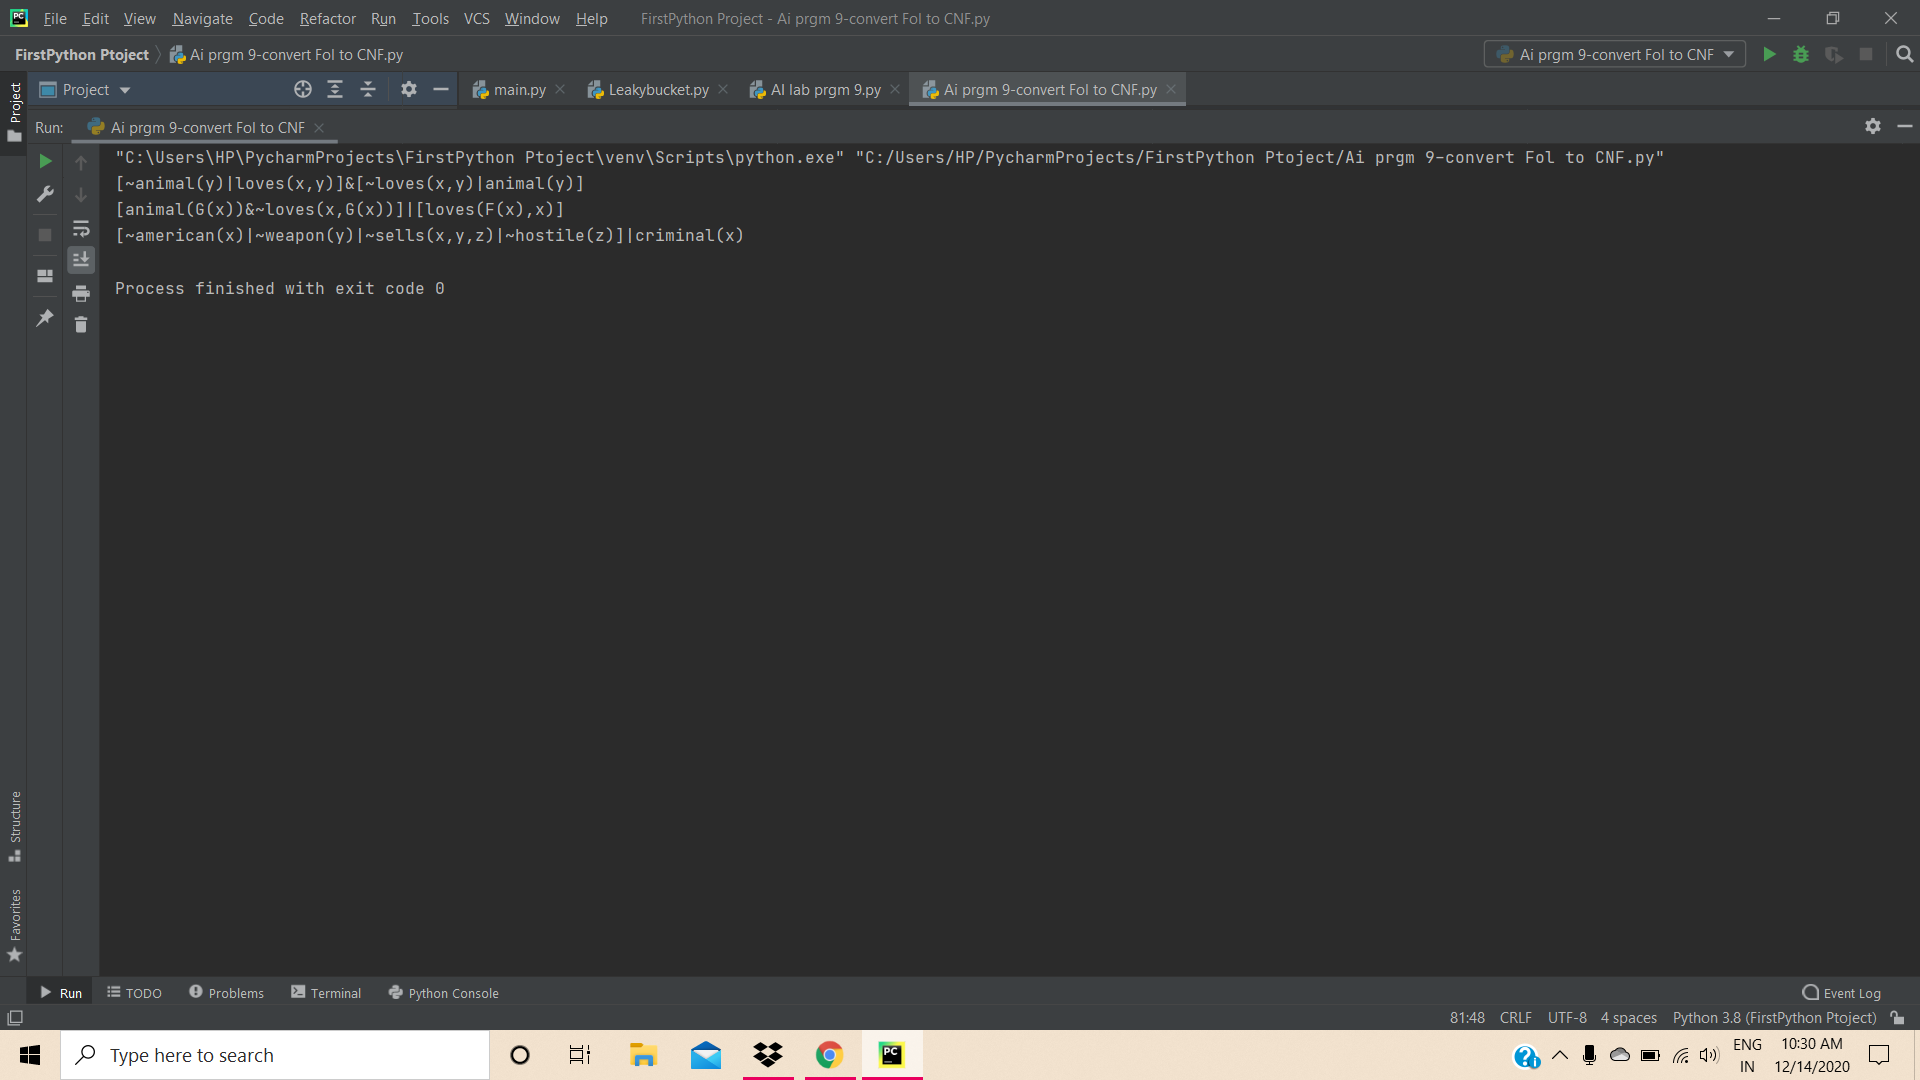 File Edit View Navigate Code Refactor Run Tools VCS Window Help FirstPython Project - Ai prgm 9-convert Fol to CNF.py
FirstPython Ptoject Ai prgm 9-convert Fol to CNF.py Ai prgm 9-convert Fol to CNF
Project main.py Leakybucket.py AI lab prgm 9.py Ai prgm 9-convert Fol to CNF.py
Project
Run: Ai prgm 9-convert Fol to CNF
"C:\Users\HP\PycharmProjects\FirstPython Ptoject\venv\Scripts\python.exe" "C:/Users/HP/PycharmProjects/FirstPython Ptoject/Ai prgm 9-convert Fol to CNF.py"
[~animal(y)|loves(x,y)]&[~loves(x,y)|animal(y)]
[animal(G(x))&~loves(x,G(x))]|[loves(F(x),x)]
[~american(x)|~weapon(y)|~sells(x,y,z)|~hostile(z)]|criminal(x)
Process finished with exit code 0
Structure
Favorites
Run TODO Problems Terminal Python Console Event Log
81:48 CRLF UTF-8 4 spaces Python 3.8 (FirstPython Ptoject)
Type here to search
PC
ENG 10:30 AM
IN 12/14/2020